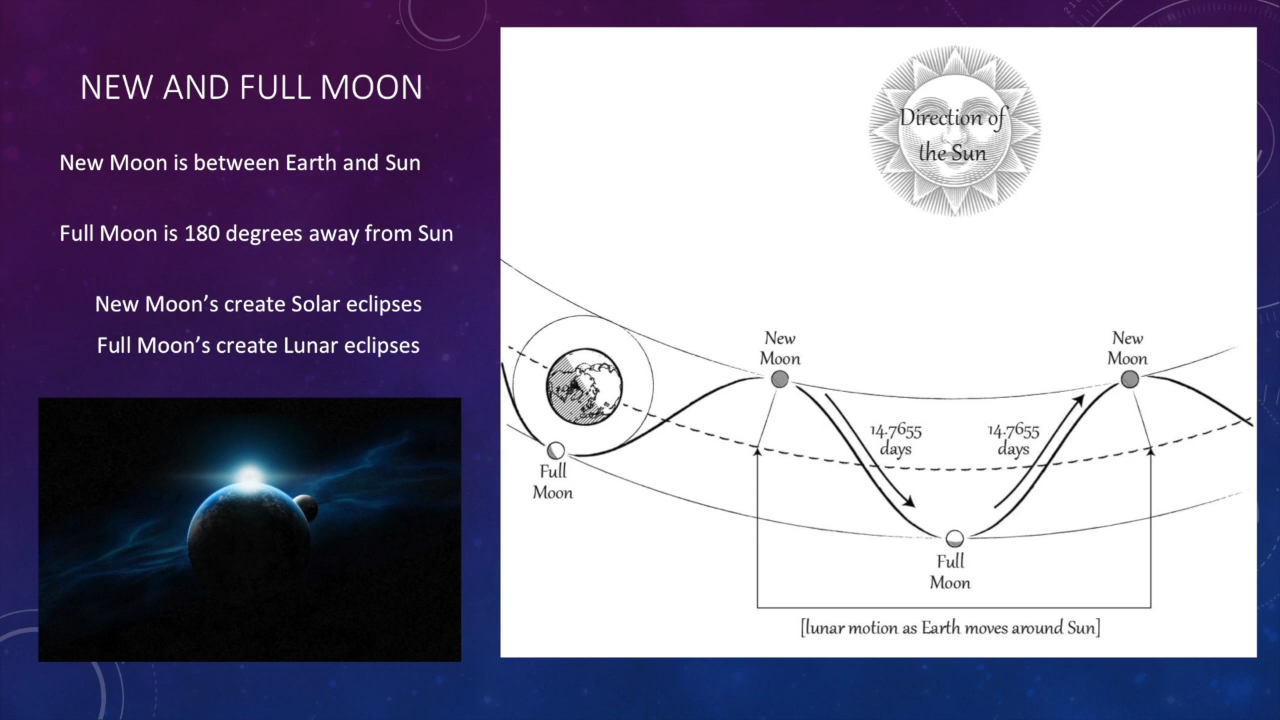 NEW AND FULL MOON
New Moon is between Earth and Sun
Full Moon is 180 degrees away from Sun
New Moon’s create Solar eclipses
Full Moon’s create Lunar eclipses
Direction of
the Sun
New
Moon
New
Moon
14.7655
days
14.7655
days
Full
Moon
Full
Moon
[lunar motion as Earth moves around Sun]